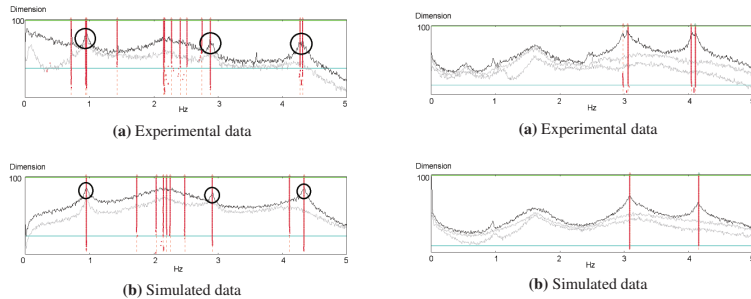 Dimension
100
0 1 2 3 4 5
Hz
(a) Experimental data
Dimension
100
0 1 2 3 4 5
Hz
(b) Simulated data
Dimension
100
0 1 2 3 4 5
Hz
(a) Experimental data
Dimension
100
0 1 2 3 4 5
Hz
(b) Simulated data